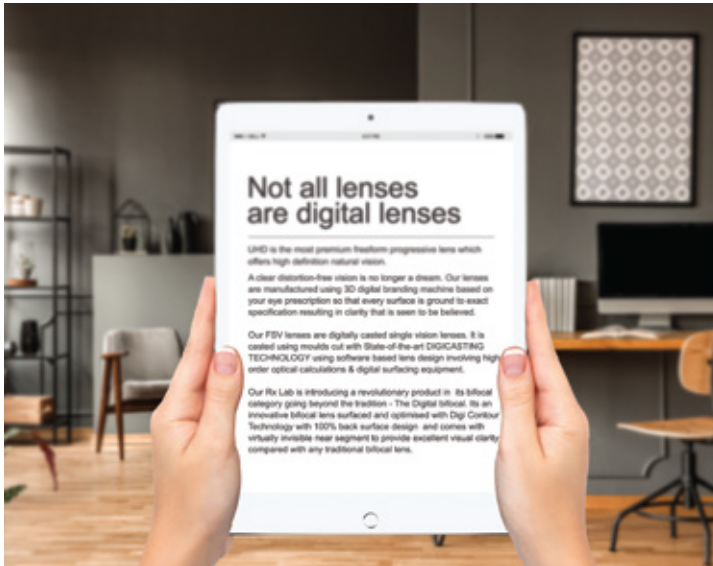 Not all lenses
are digital lenses
UHD is the most premium freeform progressive lens which
offers high definition natural vision.
A clear distortion-free vision is no longer a dream. Our lenses
are manufactured using 3D digital branding machine based on
your eye prescription so that every surface is ground to exact
specification resulting in clarity that is seen to be believed.
Our FSV lenses are digitally casted single vision lenses. It is
casted using moulds cut with State-of-the-art DIGICASTING
TECHNOLOGY using software based lens design involving high
order optical calculations & digital surfacing equipment.
Our Rx Lab is introducing a revolutionary product in its bifocal
category going beyond the tradition - The Digital bifocal. Its an
innovative bifocal lens surfaced and optimised with Digi Contour
Technology with 100% back surface design and comes with
virtually invisible near segment to provide excellent visual clarity
compared with any traditional bifocal lens.